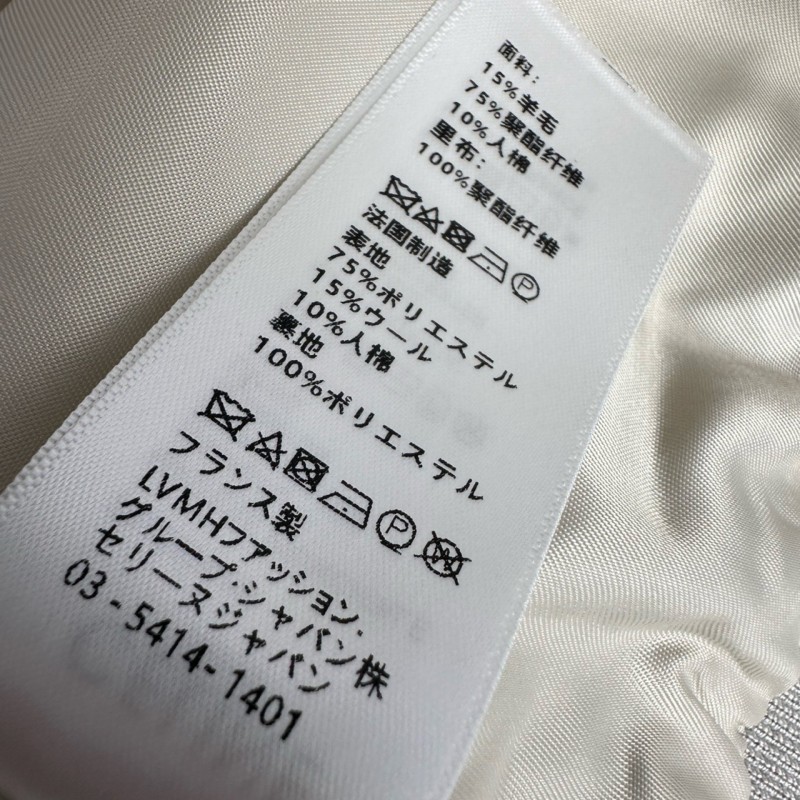 面料：
15%羊毛
75%聚酯纤维
10%人棉
里布：
100%聚酯纤维
P
法国制造
表地
75%ポリエステル
15%ウール
10%人棉
裏地
100%ポリエステル
P W
フランス製
LVMHファッション.
グループ・ジャパン株
セリーヌジャパン
03-5414-1401